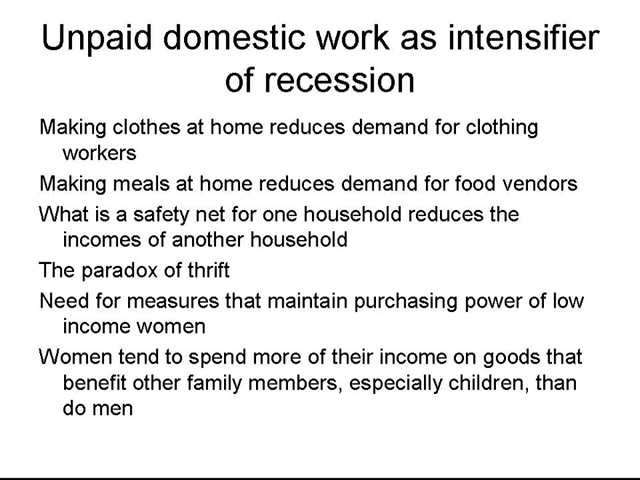 Unpaid domestic work as intensifier
of recession
Making clothes at home reduces demand for clothing
workers
Making meals at home reduces demand for food vendors
What is a safety net for one household reduces the
incomes of another household
The paradox of thrift
Need for measures that maintain purchasing power of low
income women
Women tend to spend more of their income on goods that
benefit other family members, especially children, than
do men